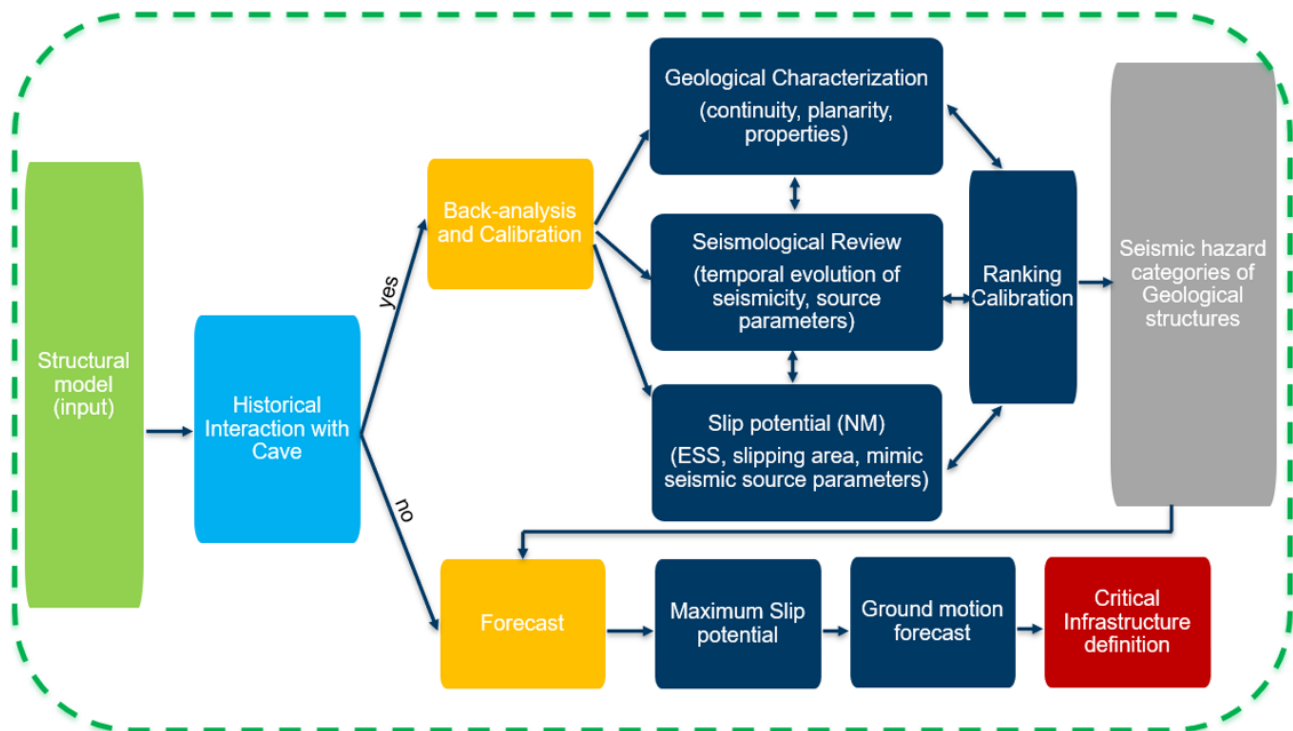 Structural
model
(input)
Historical
Interaction with
Cave
yes
no
Back-analysis
and Calibration
Geological Characterization
(continuity, planarity,
properties)
Seismological Review
(temporal evolution of
seismicity, source
parameters)
Slip potential (NM)
(ESS, slipping area, mimic
seismic source parameters)
Ranking
Calibration
Seismic hazard
categories of
Geological
structures
Forecast
Maximum Slip
potential
Ground motion
forecast
Critical
Infrastructure
definition